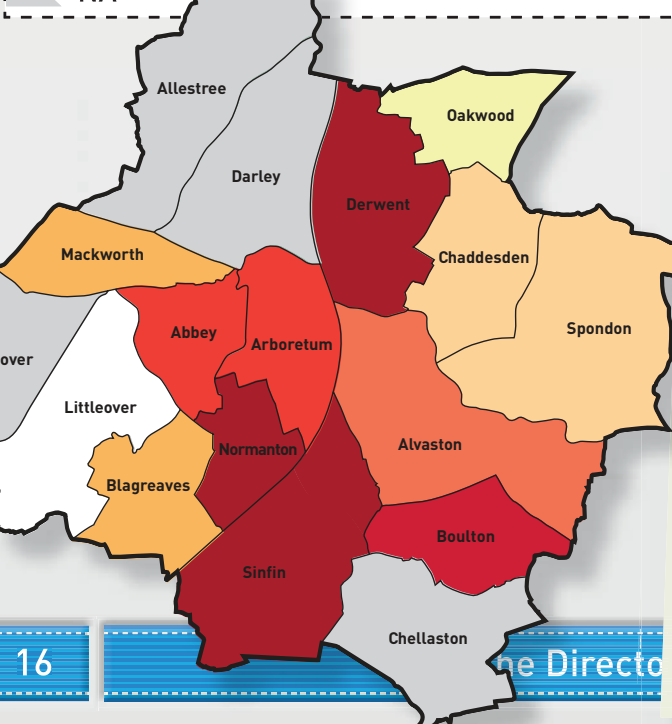 Allestree
Oakwood
Darley
Derwent
Mackworth
Chaddesden
Spondon
Abbey
Arboretum
over
Littleover
Alvaston
Normanton
Blagreaves
Boulton
Sinfin
Chellaston
16
he Directo